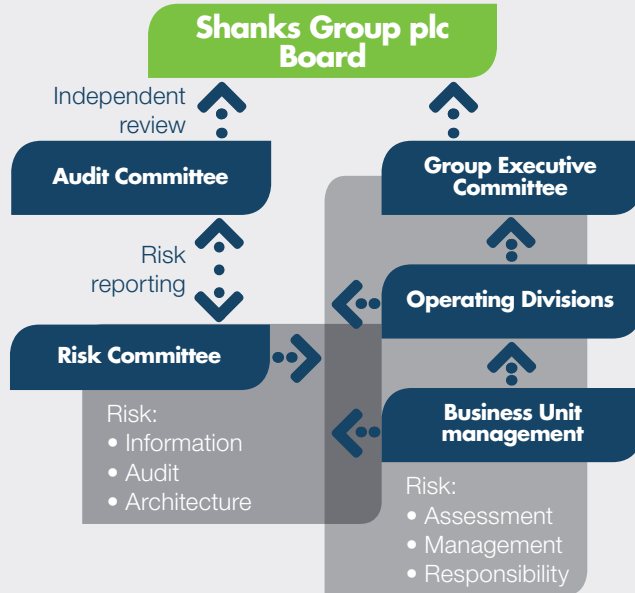 Shanks Group plc
Board
Independent
review
Audit Committee
Group Executive
Committee
Risk
reporting
Operating Divisions
Risk Committee
Business Unit
management
Risk:
• Information
• Audit
• Architecture
Risk:
• Assessment
• Management
• Responsibility